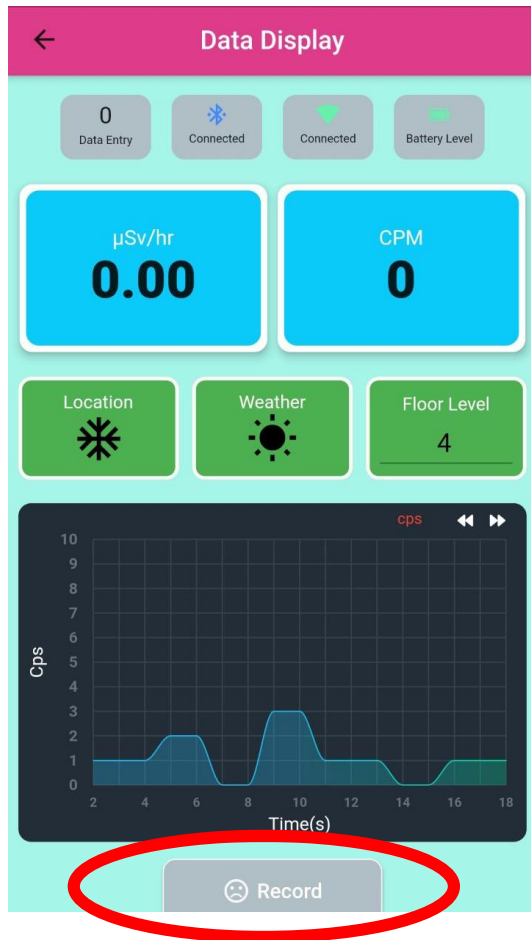 Data Display
0
Data Entry
Connected
Connected
Battery Level
µSv/hr
0.00
CPM
0
Location
Weather
Floor Level
4
cps
10
9
8
7
6
5
4
3
2
1
0
Cps
2 4 6 8 10 12 14 16 18
Time(s)
Record